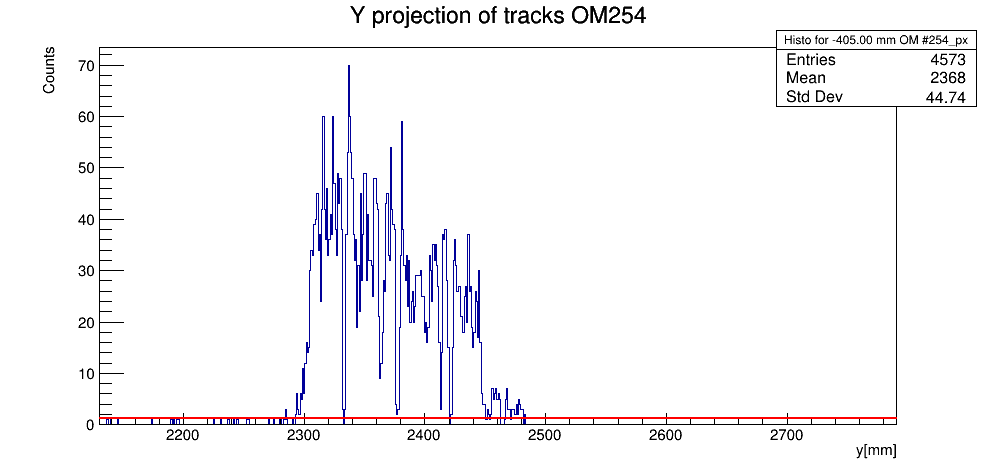 Y projection of tracks OM254
Histo for -405.00 mm OM #254_px
Entries 4573
Mean 2368
Std Dev 44.74
Counts
70
60
50
40
30
20
10
0
2200 2300 2400 2500 2600 2700
y[mm]